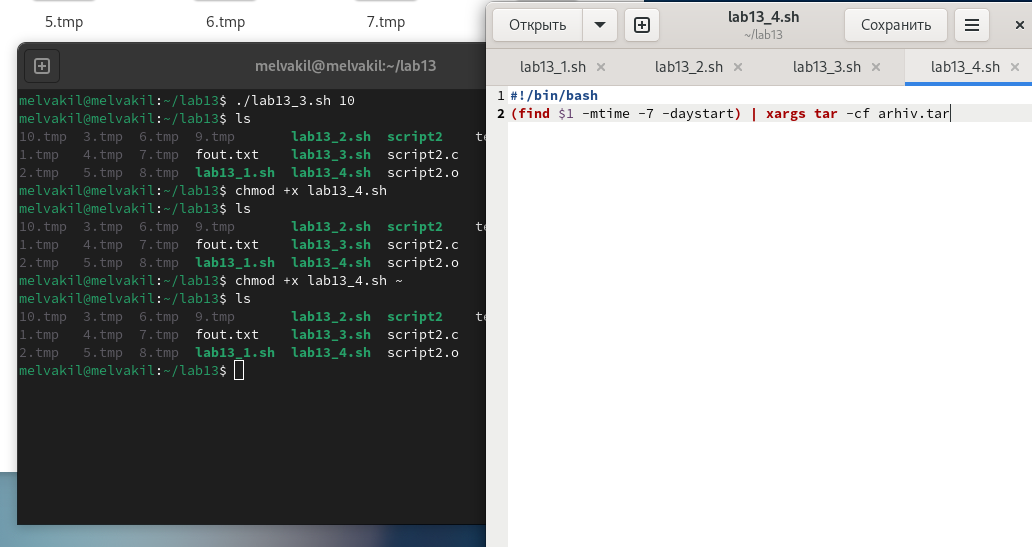 5.tmp 6.tmp 7.tmp
melvakil@melvakil:~/lab13
melvakil@melvakil:~/lab13$ ./lab13_3.sh 10
melvakil@melvakil:~/lab13$ ls
10.tmp 3.tmp 6.tmp 9.tmp lab13_2.sh script2
1.tmp 4.tmp 7.tmp fout.txt lab13_3.sh script2.c
2.tmp 5.tmp 8.tmp lab13_1.sh lab13_4.sh script2.o
melvakil@melvakil:~/lab13$ chmod +x lab13_4.sh
melvakil@melvakil:~/lab13$ ls
10.tmp 3.tmp 6.tmp 9.tmp lab13_2.sh script2
1.tmp 4.tmp 7.tmp fout.txt lab13_3.sh script2.c
2.tmp 5.tmp 8.tmp lab13_1.sh lab13_4.sh script2.o
melvakil@melvakil:~/lab13$ chmod +x lab13_4.sh ~
melvakil@melvakil:~/lab13$ ls
10.tmp 3.tmp 6.tmp 9.tmp lab13_2.sh script2
1.tmp 4.tmp 7.tmp fout.txt lab13_3.sh script2.c
2.tmp 5.tmp 8.tmp lab13_1.sh lab13_4.sh script2.o
melvakil@melvakil:~/lab13$
Открыть lab13_4.sh Сохранить
~/lab13
lab13_1.sh lab13_2.sh lab13_3.sh lab13_4.sh
1 #!/bin/bash
2 (find $1 -mtime -7 -daystart) | xargs tar -cf arhiv.tar